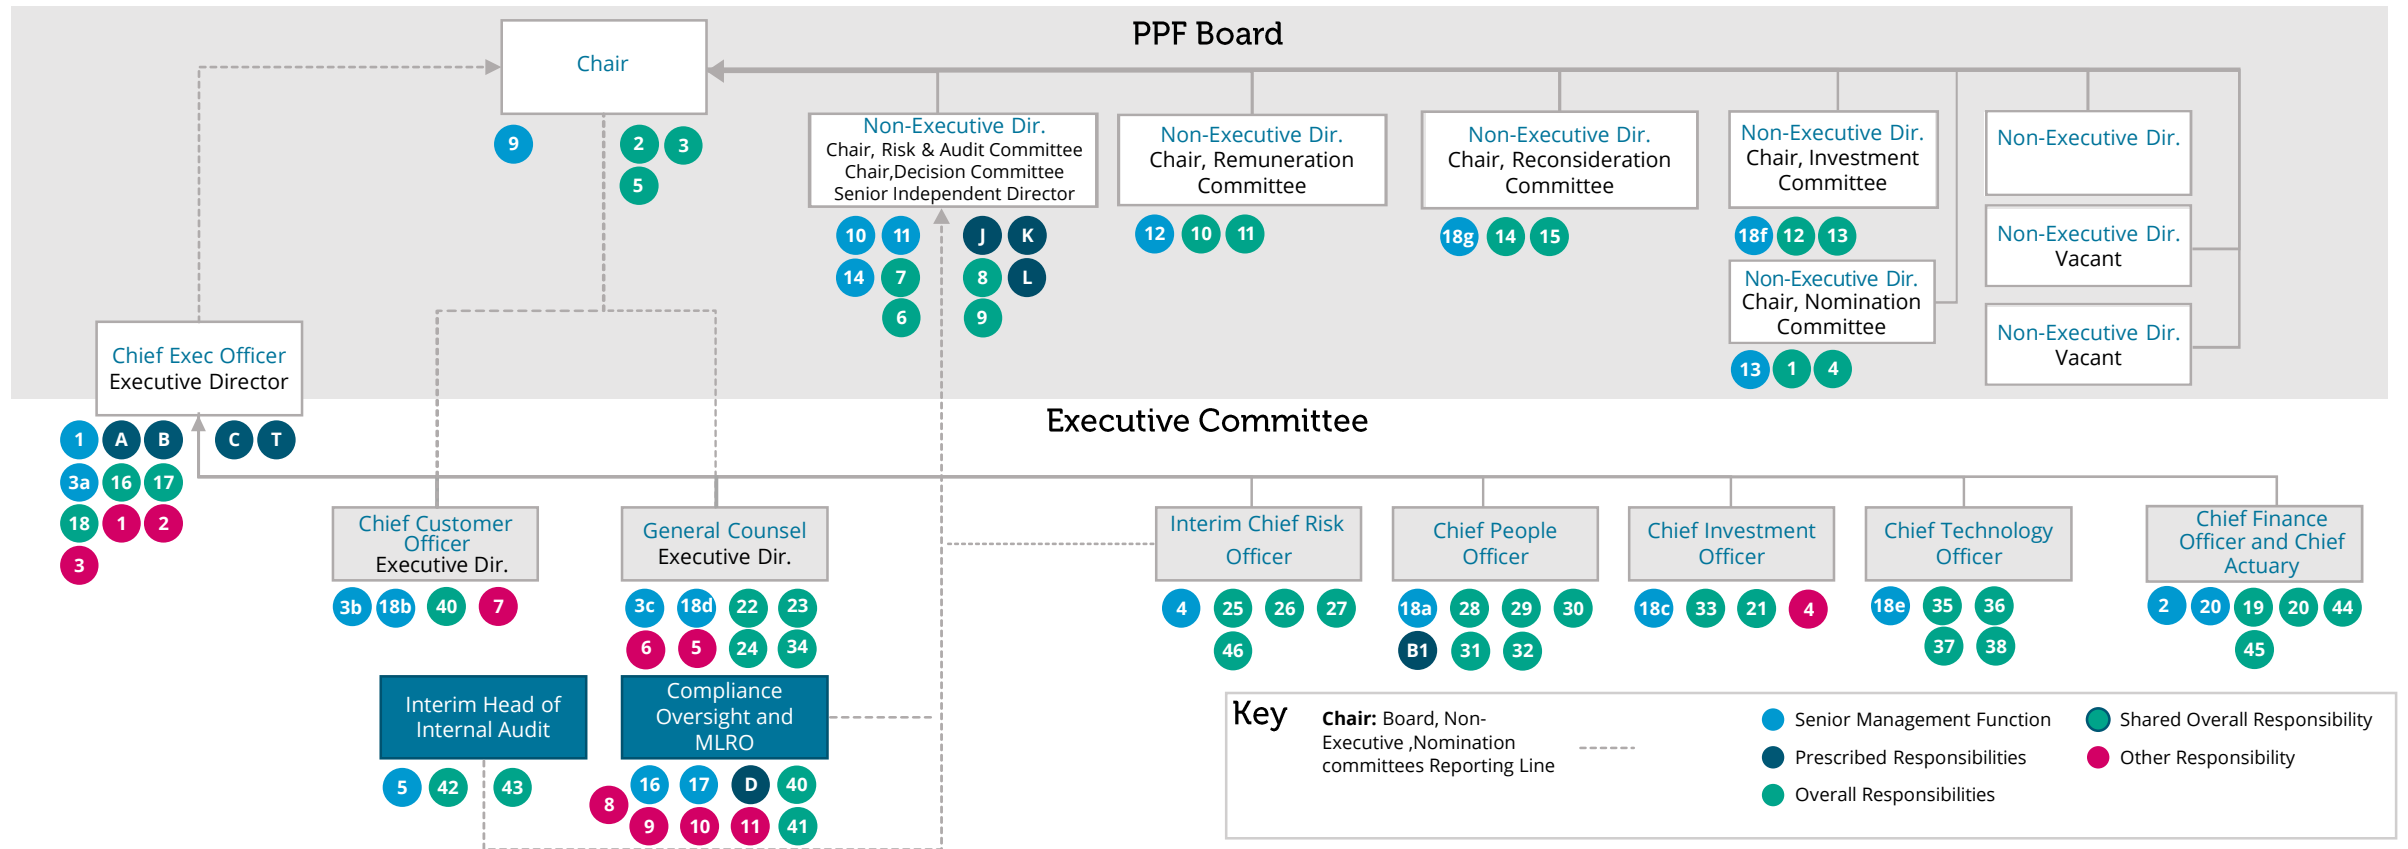 PPF Board
Chair
9
2
3
5
Non-Executive Dir.
Chair, Risk & Audit Committee
Chair,Decision Committee
Senior Independent Director
10
11
J
K
14
7
8
L
6
9
Non-Executive Dir.
Chair, Remuneration
Committee
12
10
11
Non-Executive Dir.
Chair, Reconsideration
Committee
18g
14
15
Non-Executive Dir.
Chair, Investment
Committee
18f
12
13
Non-Executive Dir.
Chair, Nomination
Committee
13
1
4
Non-Executive Dir.
Non-Executive Dir.
Vacant
Non-Executive Dir.
Vacant
Chief Exec Officer
Executive Director
1
A
B
C
T
3a
16
17
18
1
2
3
Executive Committee
Chief Customer
Officer
Executive Dir.
3b
18b
40
7
General Counsel
Executive Dir.
3c
18d
22
23
6
5
24
34
Interim Chief Risk
Officer
4
25
26
27
46
Chief People
Officer
18a
28
29
30
B1
31
32
Chief Investment
Officer
18c
33
21
4
Chief Technology
Officer
18e
35
36
37
38
Chief Finance
Officer and Chief
Actuary
2
20
19
20
44
45
Interim Head of
Internal Audit
5
42
43
Compliance
Oversight and
MLRO
8
16
17
D
40
9
10
11
41
Key
Chair: Board, Non-
Executive ,Nomination
committees Reporting Line
Senior Management Function
Prescribed Responsibilities
Overall Responsibilities
Shared Overall Responsibility
Other Responsibility